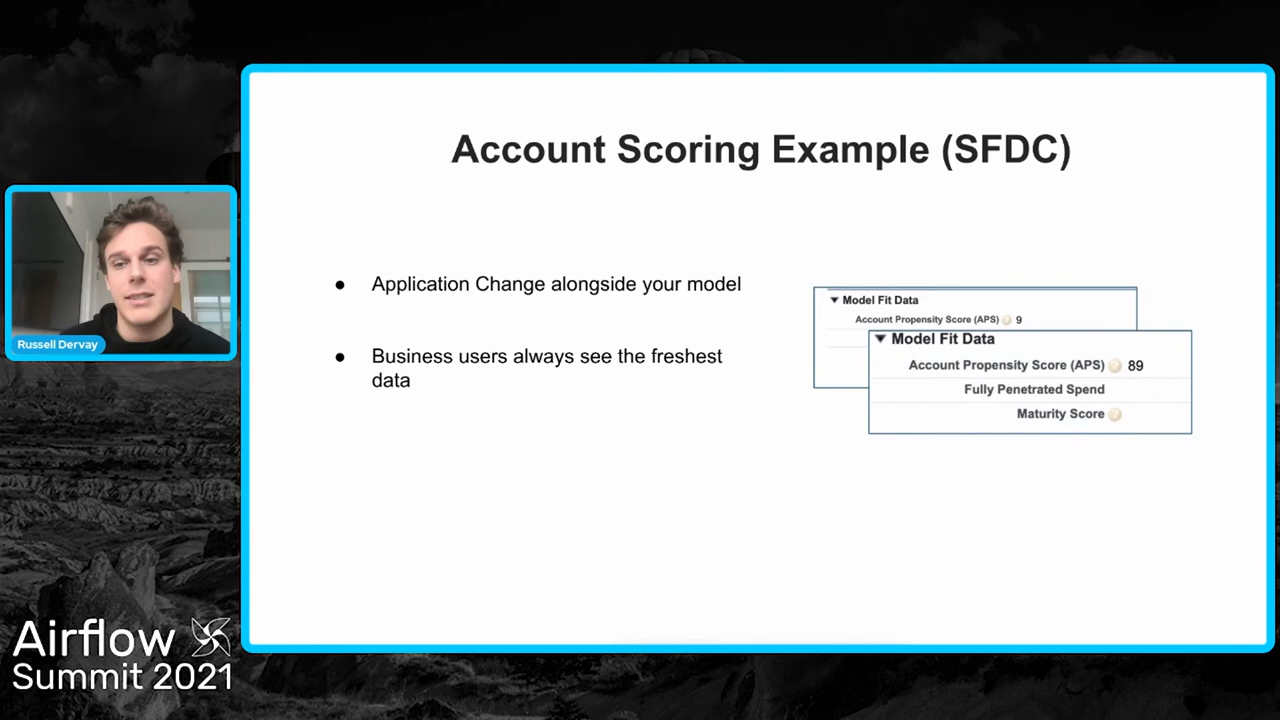 Account Scoring Example (SFDC)
● Application Change alongside your model
● Business users always see the freshest
data
Model Fit Data
Account Propensity Score (APS) ? 9
Model Fit Data
Account Propensity Score (APS) ? 89
Fully Penetrated Spend
Maturity Score ?
Russell Dervay
Airflow
Summit 2021